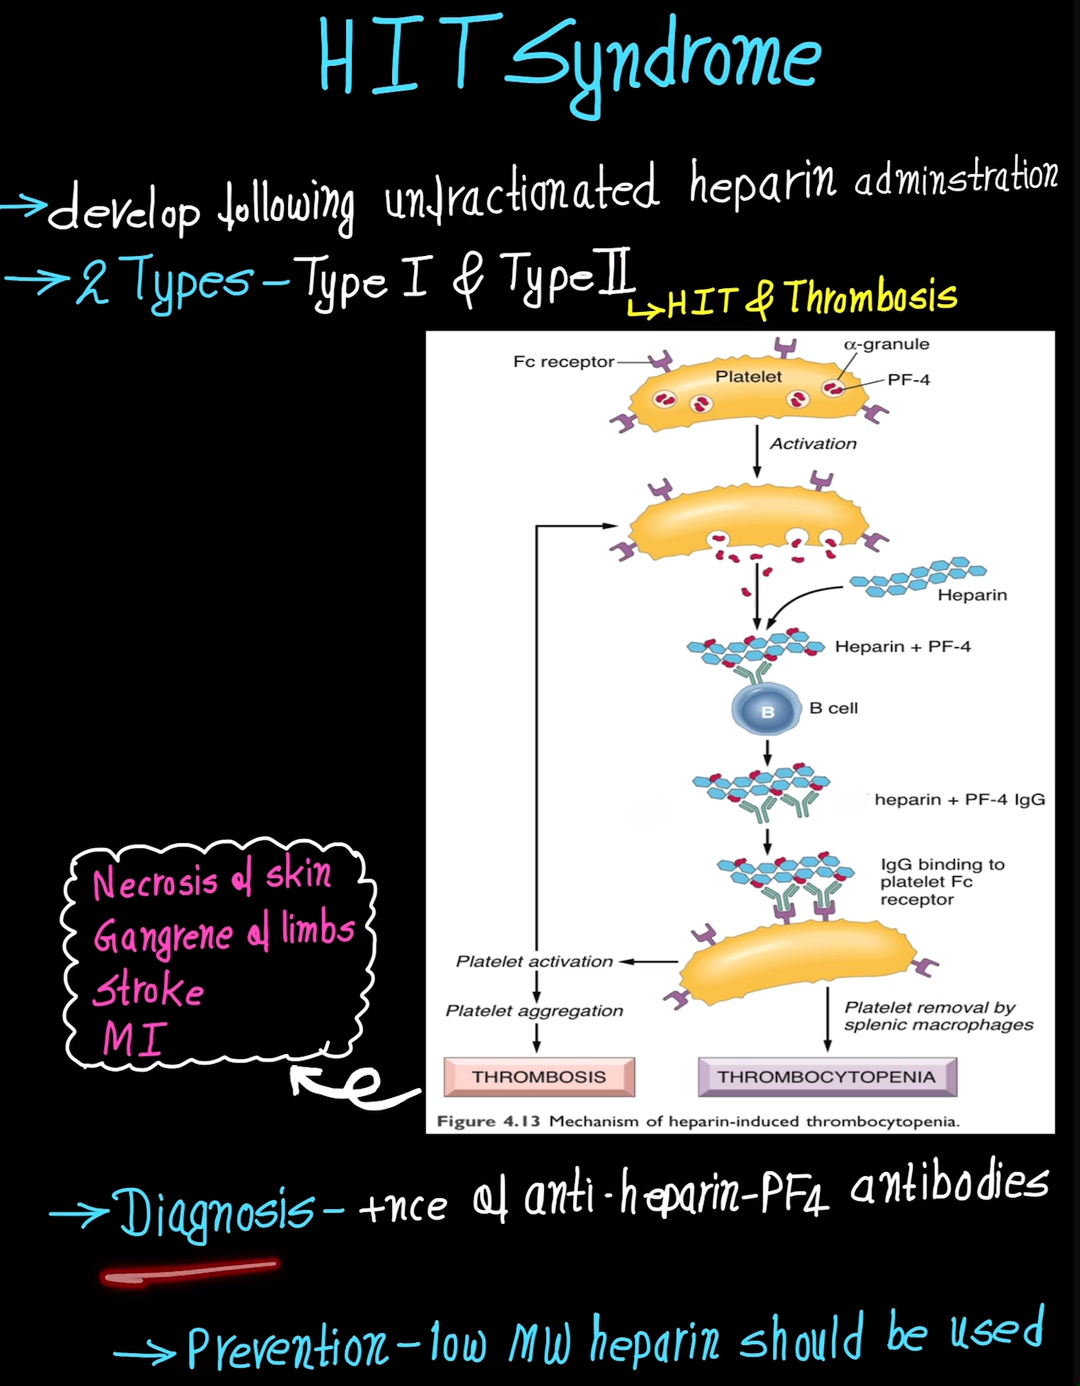 HIT Syndrome
→develop following unfractionated heparin adminstration
→2 Types – Type I & Type II
↳HIT & Thrombosis
α-granule
Fc receptor
Platelet
PF-4
Activation
Heparin
Heparin + PF-4
B
B cell
heparin + PF-4 IgG
IgG binding to
platelet Fc
receptor
Necrosis of skin
Gangrene of limbs
Stroke
MI
Platelet activation
Platelet aggregation
Platelet removal by
splenic macrophages
THROMBOSIS
THROMBOCYTOPENIA
Figure 4.13 Mechanism of heparin-induced thrombocytopenia.
→Diagnosis – +nce of anti-heparin-PF4 antibodies
→Prevention – low MW heparin should be used